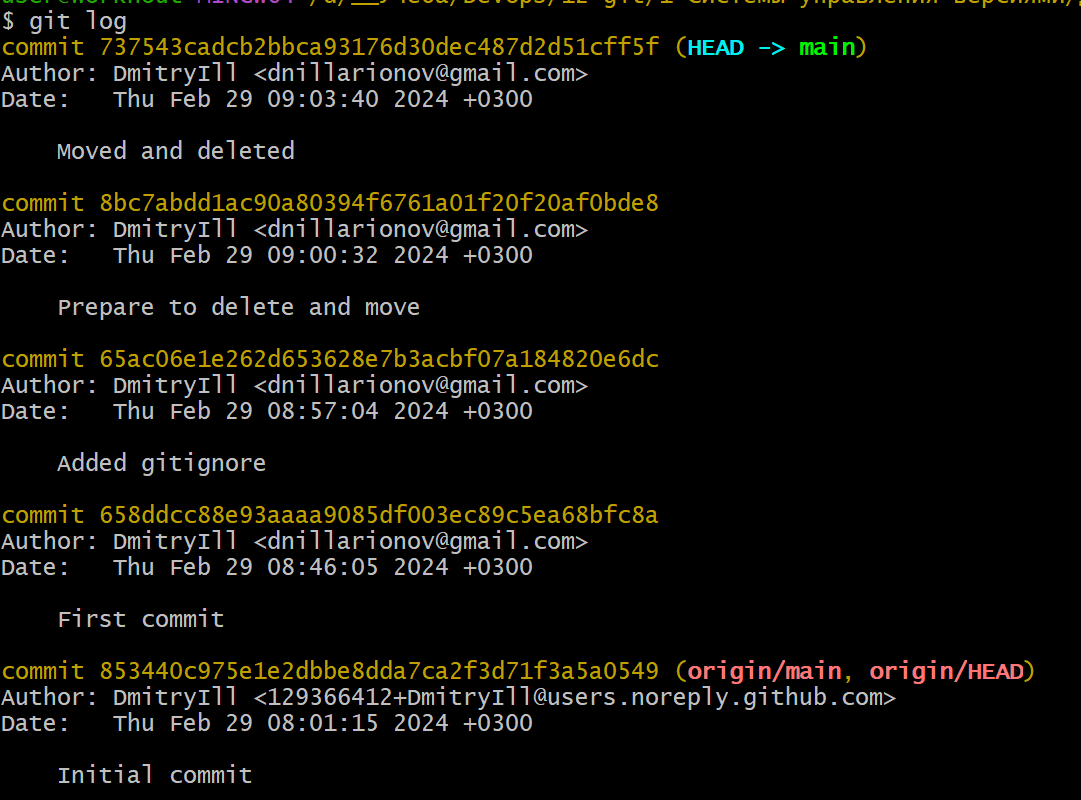 $ git log
commit 737543cadcb2bbca93176d30dec487d2d51cff5f (HEAD -> main)
Author: DmitryIll <dnillarionov@gmail.com>
Date:   Thu Feb 29 09:03:40 2024 +0300
Moved and deleted
commit 8bc7abdd1ac90a80394f6761a01f20f20af0bde8
Author: DmitryIll <dnillarionov@gmail.com>
Date:   Thu Feb 29 09:00:32 2024 +0300
Prepare to delete and move
commit 65ac06e1e262d653628e7b3acbf07a184820e6dc
Author: DmitryIll <dnillarionov@gmail.com>
Date:   Thu Feb 29 08:57:04 2024 +0300
Added gitignore
commit 658ddcc88e93aaaa9085df003ec89c5ea68bfc8a
Author: DmitryIll <dnillarionov@gmail.com>
Date:   Thu Feb 29 08:46:05 2024 +0300
First commit
commit 853440c975e1e2dbbe8dda7ca2f3d71f3a5a0549 (origin/main, origin/HEAD)
Author: DmitryIll <129366412+DmitryIll@users.noreply.github.com>
Date:   Thu Feb 29 08:01:15 2024 +0300
Initial commit